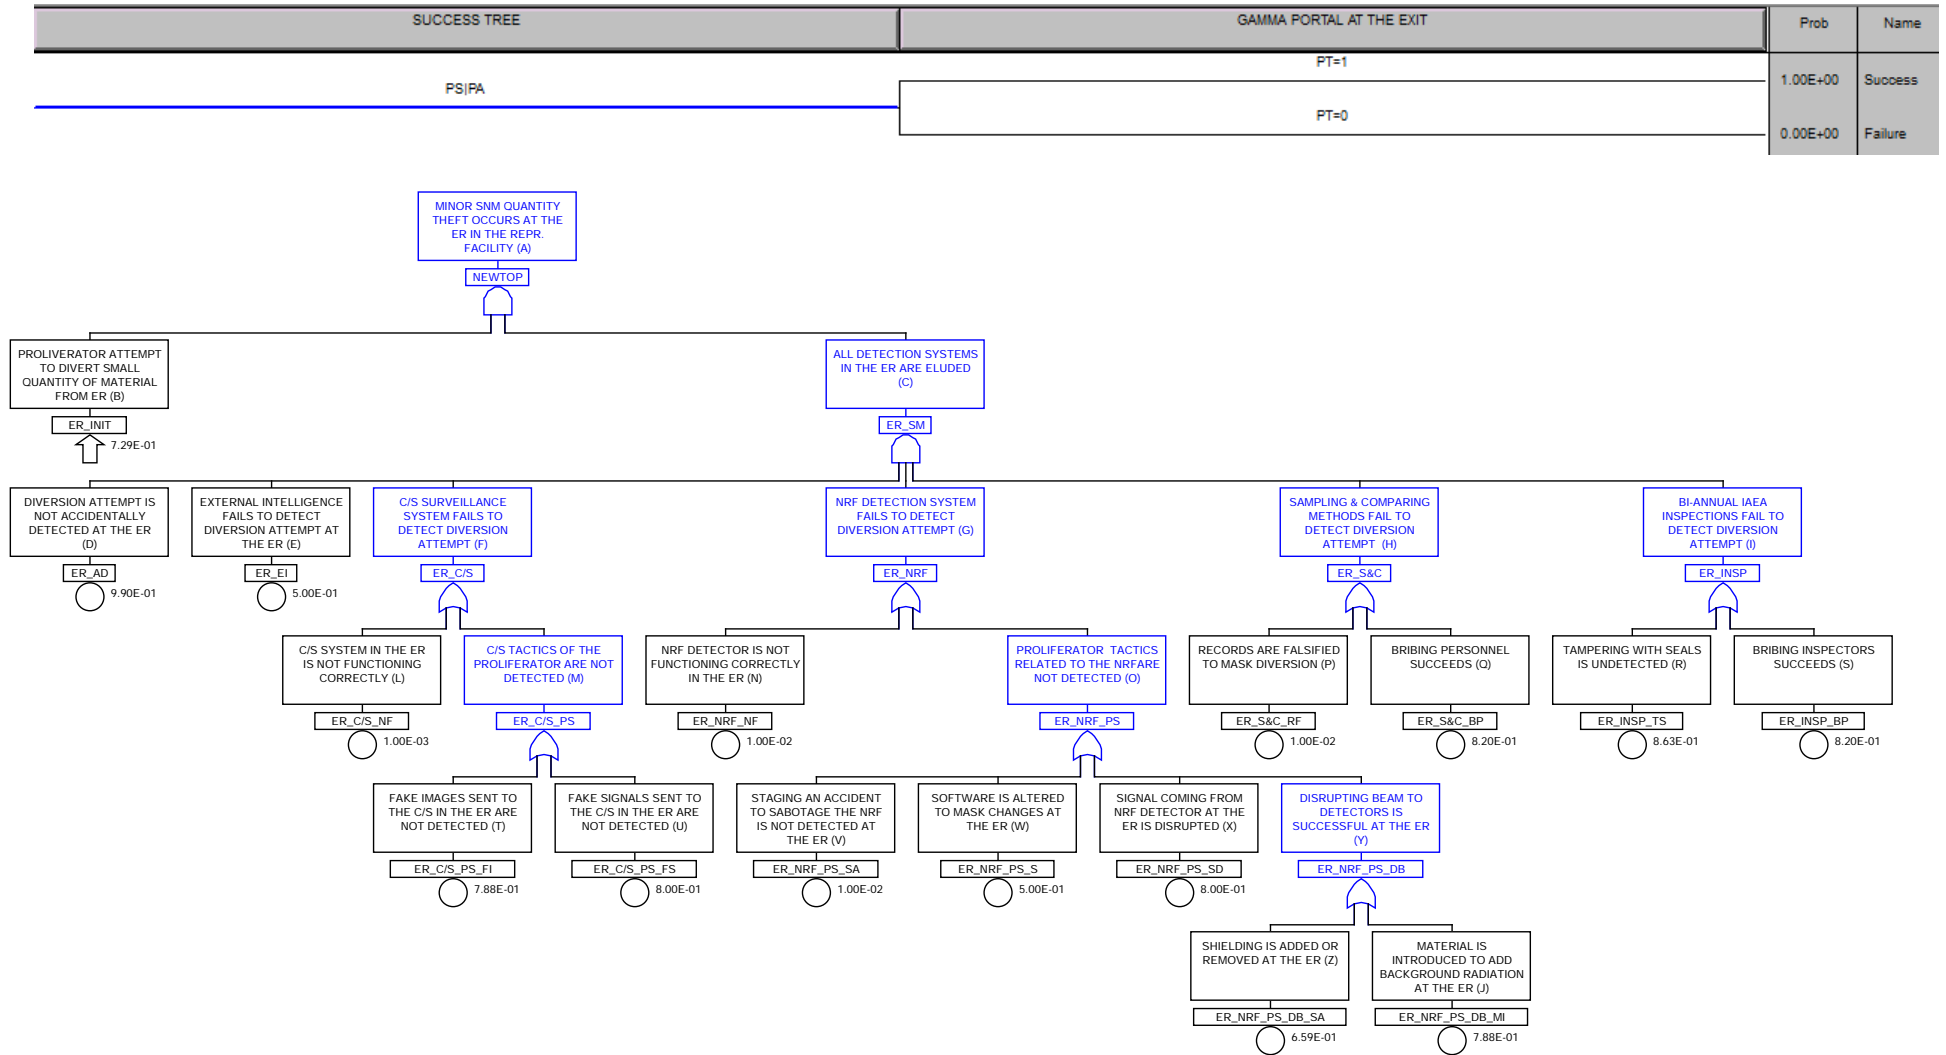 SUCCESS TREE
GAMMA PORTAL AT THE EXIT
Prob
Name
PT=1
PS|PA
1.00E+00
Success
PT=0
0.00E+00
Failure
MINOR SNM QUANTITY
THEFT OCCURS AT THE
ER IN THE REPR.
FACILITY (A)
NEWTOP
PROLIVERATOR ATTEMPT
TO DIVERT SMALL
QUANTITY OF MATERIAL
FROM ER (B)
ER_INIT
7.29E-01
ALL DETECTION SYSTEMS
IN THE ER ARE ELUDED
(C)
ER_SM
DIVERSION ATTEMPT IS
NOT ACCIDENTALLY
DETECTED AT THE ER
(D)
ER_AD
9.90E-01
EXTERNAL INTELLIGENCE
FAILS TO DETECT
DIVERSION ATTEMPT AT
THE ER (E)
ER_EI
5.00E-01
C/S SURVEILLANCE
SYSTEM FAILS TO
DETECT DIVERSION
ATTEMPT (F)
ER_C/S
NRF DETECTION SYSTEM
FAILS TO DETECT
DIVERSION ATTEMPT (G)
ER_NRF
SAMPLING & COMPARING
METHODS FAIL TO
DETECT DIVERSION
ATTEMPT (H)
ER_S&C
BI-ANNUAL IAEA
INSPECTIONS FAIL TO
DETECT DIVERSION
ATTEMPT (I)
ER_INSP
C/S SYSTEM IN THE ER
IS NOT FUNCTIONING
CORRECTLY (L)
ER_C/S_NF
1.00E-03
C/S TACTICS OF THE
PROLIFERATOR ARE NOT
DETECTED (M)
ER_C/S_PS
NRF DETECTOR IS NOT
FUNCTIONING CORRECTLY
IN THE ER (N)
ER_NRF_NF
1.00E-02
PROLIFERATOR TACTICS
RELATED TO THE NRFARE
NOT DETECTED (O)
ER_NRF_PS
RECORDS ARE FALSIFIED
TO MASK DIVERSION (P)
ER_S&C_RF
1.00E-02
BRIBING PERSONNEL
SUCCEEDS (Q)
ER_S&C_BP
8.20E-01
TAMPERING WITH SEALS
IS UNDETECTED (R)
ER_INSP_TS
8.63E-01
BRIBING INSPECTORS
SUCCEEDS (S)
ER_INSP_BP
8.20E-01
FAKE IMAGES SENT TO
THE C/S IN THE ER ARE
NOT DETECTED (T)
ER_C/S_PS_FI
7.88E-01
FAKE SIGNALS SENT TO
THE C/S IN THE ER ARE
NOT DETECTED (U)
ER_C/S_PS_FS
8.00E-01
STAGING AN ACCIDENT
TO SABOTAGE THE NRF
IS NOT DETECTED AT
THE ER (V)
ER_NRF_PS_SA
1.00E-02
SOFTWARE IS ALTERED
TO MASK CHANGES AT
THE ER (W)
ER_NRF_PS_S
5.00E-01
SIGNAL COMING FROM
NRF DETECTOR AT THE
ER IS DISRUPTED (X)
ER_NRF_PS_SD
8.00E-01
DISRUPTING BEAM TO
DETECTORS IS
SUCCESSFUL AT THE ER
(Y)
ER_NRF_PS_DB
SHIELDING IS ADDED OR
REMOVED AT THE ER (Z)
ER_NRF_PS_DB_SA
6.59E-01
MATERIAL IS
INTRODUCED TO ADD
BACKGROUND RADIATION
AT THE ER (J)
ER_NRF_PS_DB_MI
7.88E-01